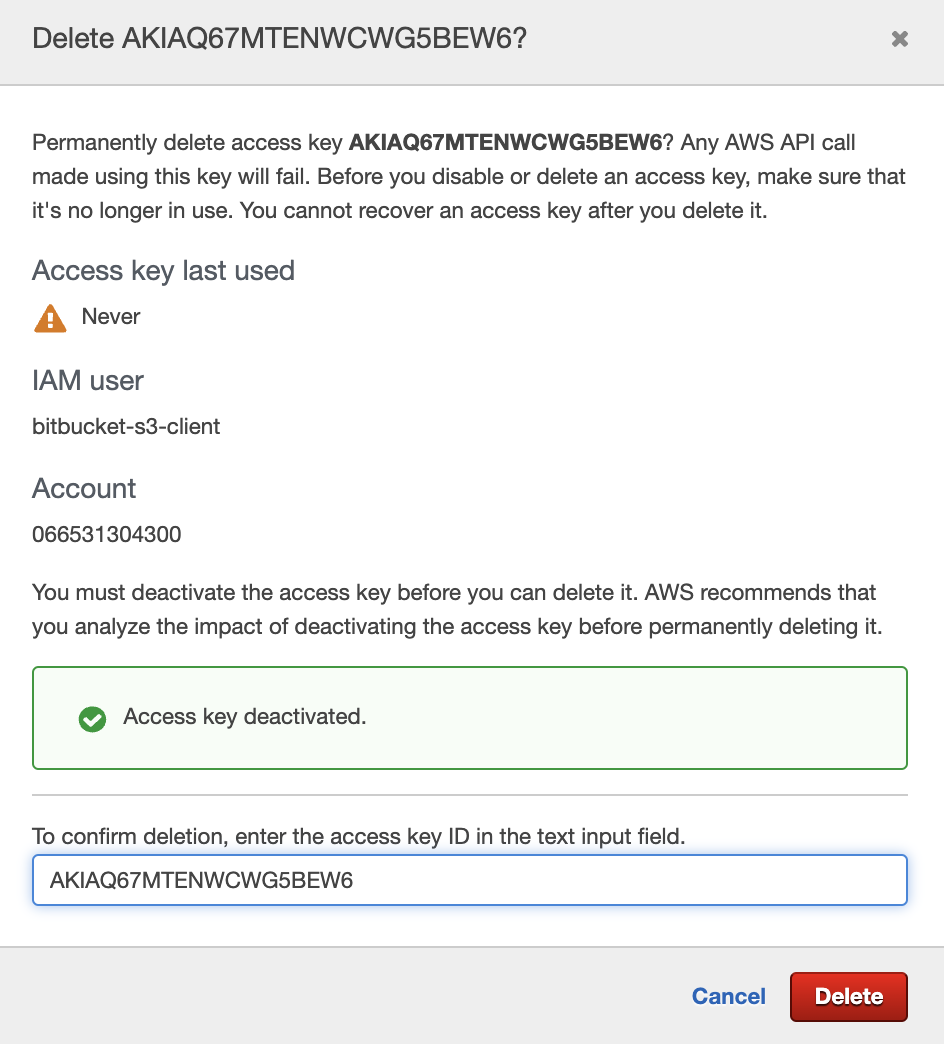 Delete AKIAQ67MTENWCWG5BEW6?
Permanently delete access key AKIAQ67MTENWCWG5BEW6? Any AWS API call
made using this key will fail. Before you disable or delete an access key, make sure that
it's no longer in use. You cannot recover an access key after you delete it.
Access key last used
Never
IAM user
bitbucket-s3-client
Account
066531304300
You must deactivate the access key before you can delete it. AWS recommends that
you analyze the impact of deactivating the access key before permanently deleting it.
Access key deactivated.
To confirm deletion, enter the access key ID in the text input field.
AKIAQ67MTENWCWG5BEW6
Cancel
Delete